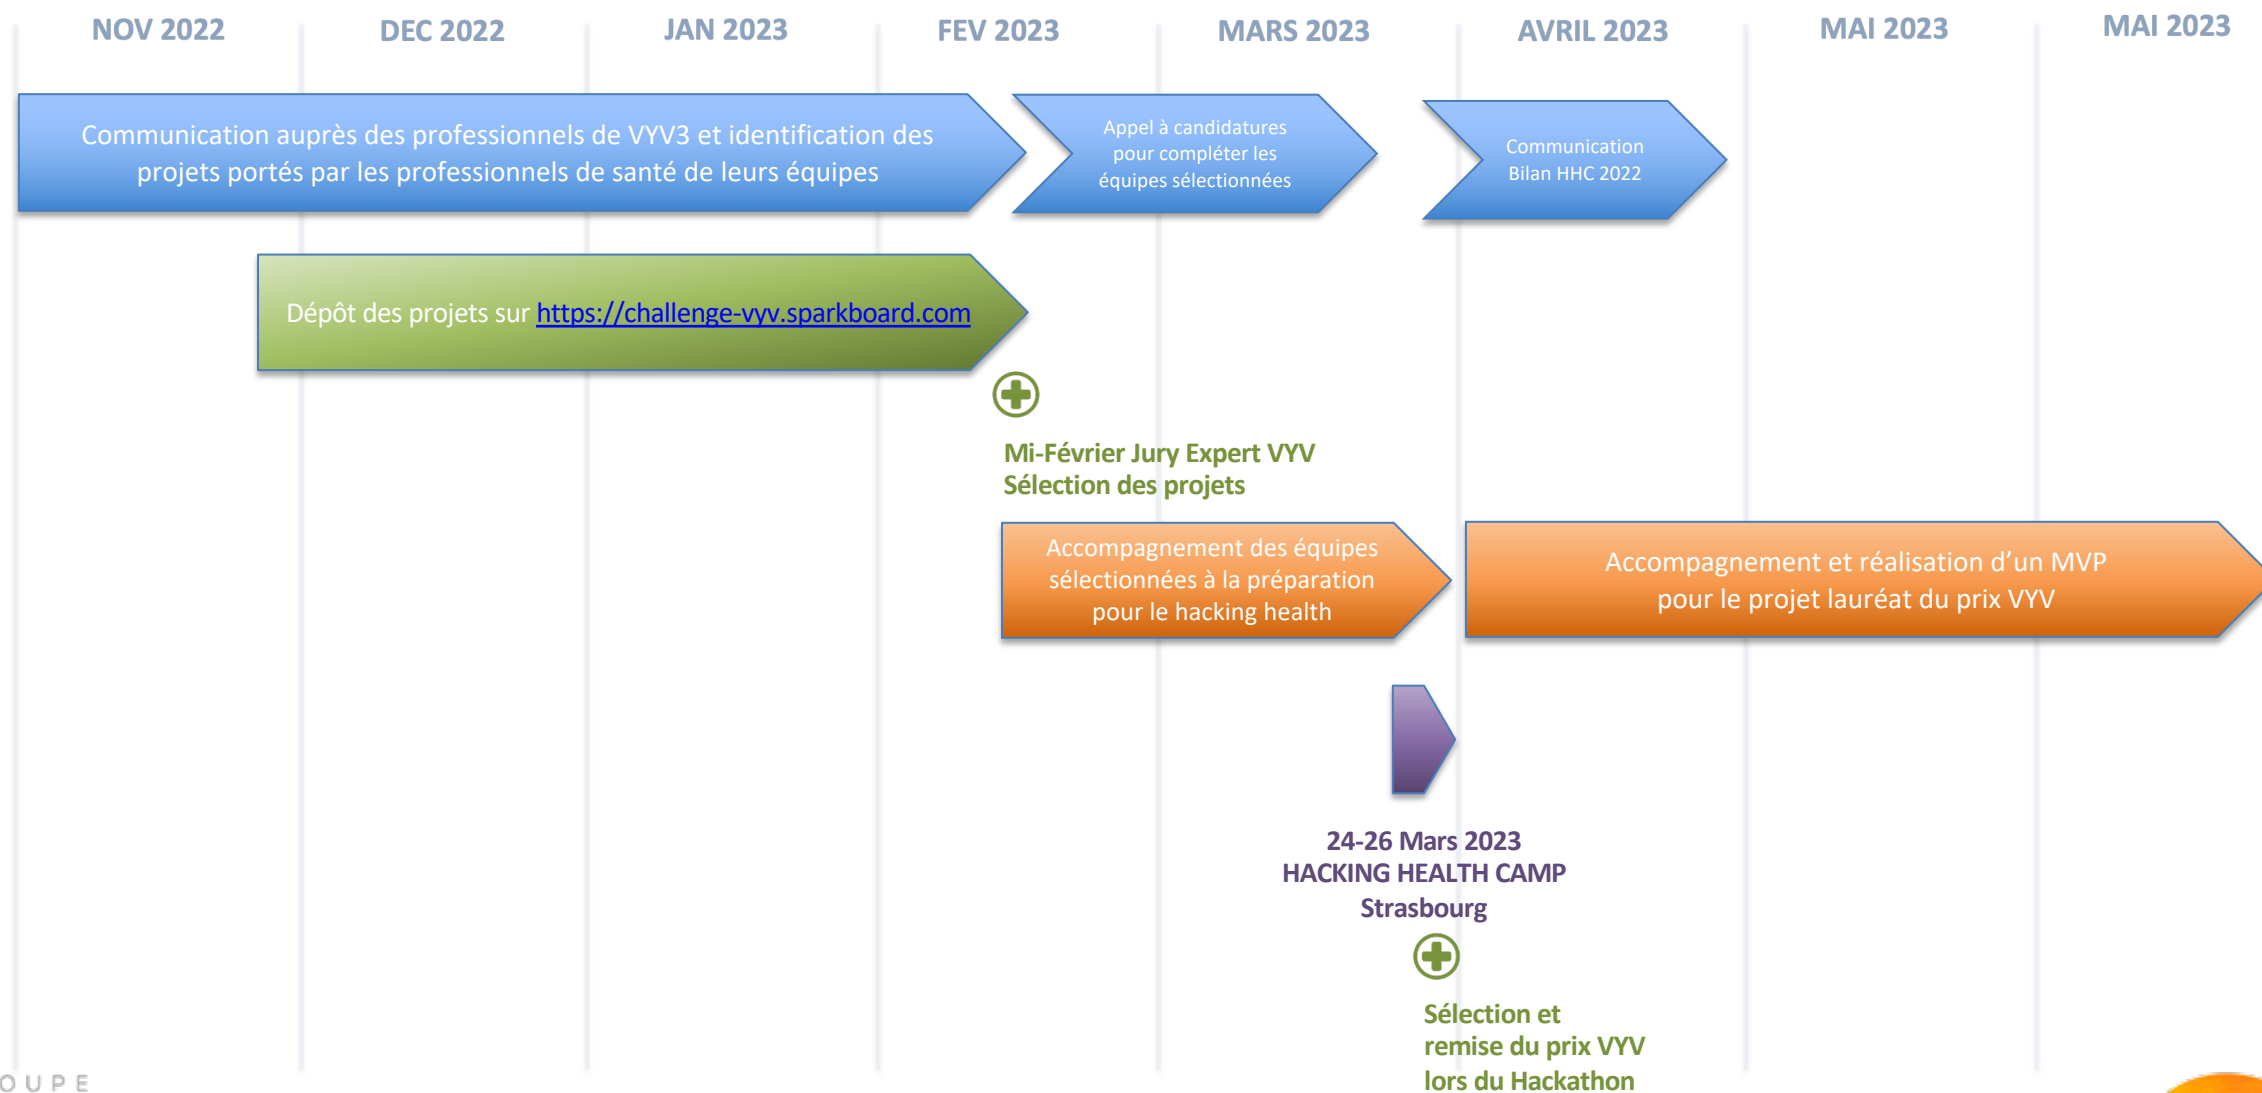 NOV 2022
DEC 2022
JAN 2023
FEV 2023
MARS 2023
AVRIL 2023
MAI 2023
MAI 2023
Communication auprès des professionnels de VYV3 et identification des
projets portés par les professionnels de santé de leurs équipes
Appel à candidatures
pour compléter les
équipes sélectionnées
Communication
Bilan HHC 2022
Dépôt des projets sur https://challenge-vyv.sparkboard.com
Mi-Février Jury Expert VYV
Sélection des projets
Accompagnement des équipes
sélectionnées à la préparation
pour le hacking health
Accompagnement et réalisation d’un MVP
pour le projet lauréat du prix VYV
24-26 Mars 2023
HACKING HEALTH CAMP
Strasbourg
Sélection et
remise du prix VYV
lors du Hackathon
OUPE